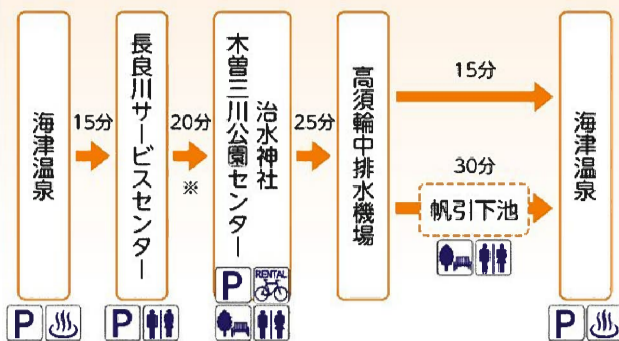 海津温泉
15分
長良川サービスセンター
20分
※
木曽三川公園センター
治水神社
25分
高須輪中排水機場
15分
30分
帆引下池
海津温泉
P
P
P
RENTAL
P